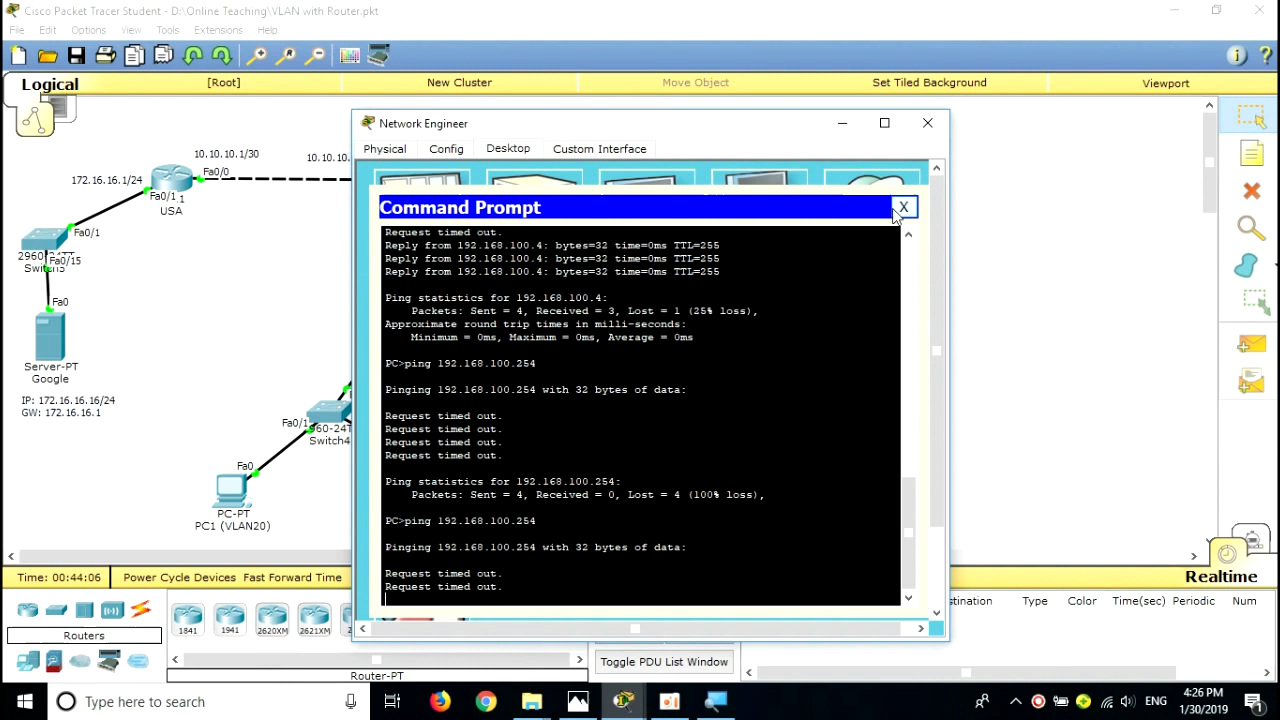 Cisco Packet Tracer Student - D:\Online Teaching\VLAN with Router.pkt
File Edit Options View Tools Extensions Help
Logical [Root] New Cluster Move Object Set Tiled Background Viewport
10.10.10.1/30
10.10.10.
Fa0/0
172.16.16.1/24
Fa0/1
USA
Fa0/1
Fa0/15
Fa0
Server-PT
Google
IP: 172.16.16.16/24
GW: 172.16.16.1
Fa0/1
Switch4
Fa0
PC-PT
PC1 (VLAN20)
Network Engineer
Physical Config Desktop Custom Interface
Command Prompt X
Request timed out.
Reply from 192.168.100.4: bytes=32 time=0ms TTL=255
Reply from 192.168.100.4: bytes=32 time=0ms TTL=255
Reply from 192.168.100.4: bytes=32 time=0ms TTL=255
Ping statistics for 192.168.100.4:
Packets: Sent = 4, Received = 3, Lost = 1 (25% loss),
Approximate round trip times in milli-seconds:
Minimum = 0ms, Maximum = 0ms, Average = 0ms
PC>ping 192.168.100.254
Pinging 192.168.100.254 with 32 bytes of data:
Request timed out.
Request timed out.
Request timed out.
Request timed out.
Ping statistics for 192.168.100.254:
Packets: Sent = 4, Received = 0, Lost = 4 (100% loss),
PC>ping 192.168.100.254
Pinging 192.168.100.254 with 32 bytes of data:
Request timed out.
Request timed out.
Time: 00:44:06 Power Cycle Devices Fast Forward Time
Realtime
Routers
1841 1941 2620XM 2621XM
Router-PT
Toggle PDU List Window
stination Type Color Time(sec) Periodic Num
Type here to search
ENG
4:26 PM
1/30/2019